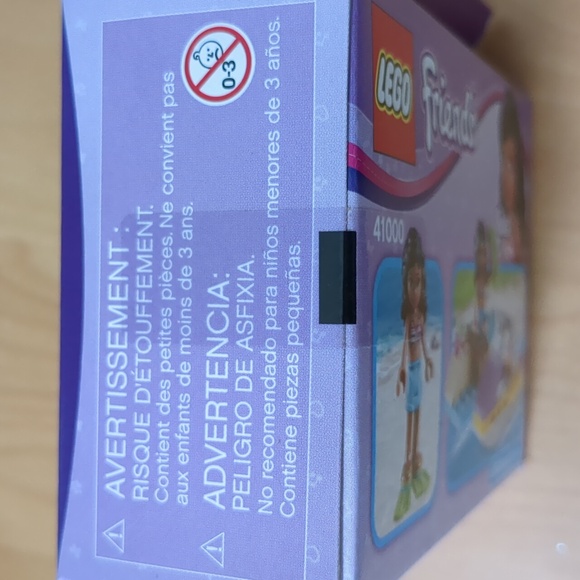 AVERTISSEMENT :
RISQUE D'ÉTOUFFEMENT.
Contient des petites pièces. Ne convient pas
aux enfants de moins de 3 ans.
ADVERTENCIA:
PELIGRO DE ASFIXIA.
No recomendado para niños menores de 3 años.
Contiene piezas pequeñas.
0-3
LEGO
Friends
41000